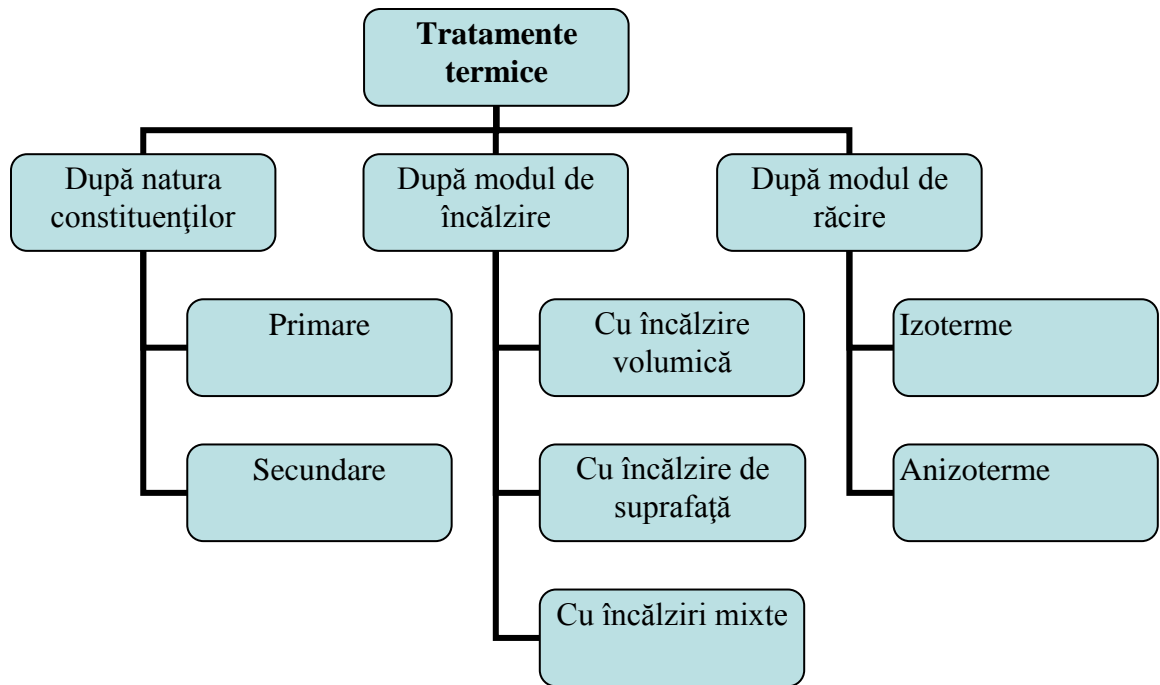 Tratamente
termice
După natura
constituenţilor
După modul de
încălzire
După modul de
răcire
Primare
Cu încălzire
volumică
Izoterme
Secundare
Cu încălzire de
suprafaţă
Anizoterme
Cu încălziri mixte